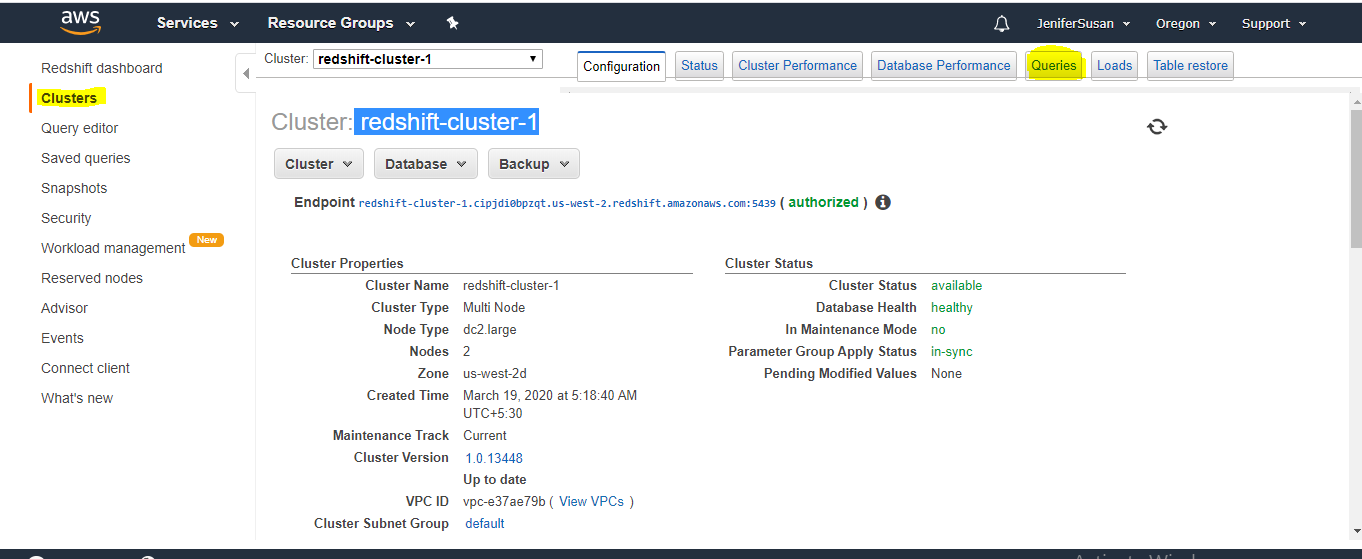 aws Services Resource Groups JeniferSusan Oregon Support
Redshift dashboard
Clusters
Query editor
Saved queries
Snapshots
Security
Workload management New
Reserved nodes
Advisor
Events
Connect client
What's new
Cluster: redshift-cluster-1
Configuration Status Cluster Performance Database Performance Queries Loads Table restore
Cluster: redshift-cluster-1
Cluster Database Backup
Endpoint redshift-cluster-1.cipjdi0bpzqt.us-west-2.redshift.amazonaws.com:5439 ( authorized )
Cluster Properties
Cluster Name redshift-cluster-1
Cluster Type Multi Node
Node Type dc2.large
Nodes 2
Zone us-west-2d
Created Time March 19, 2020 at 5:18:40 AM
UTC+5:30
Maintenance Track Current
Cluster Version 1.0.13448
Up to date
VPC ID vpc-e37ae79b ( View VPCs )
Cluster Subnet Group default
Cluster Status
Cluster Status available
Database Health healthy
In Maintenance Mode no
Parameter Group Apply Status in-sync
Pending Modified Values None